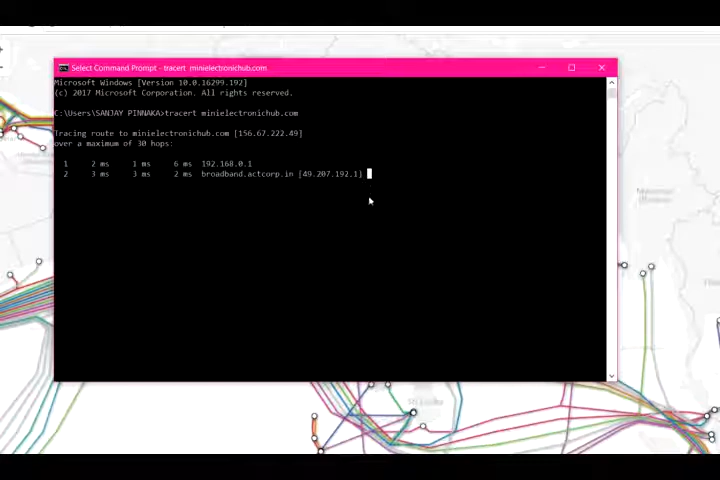 Select Command Prompt - tracert minielectronichub.com
Microsoft Windows [Version 10.0.16299.192]
(c) 2017 Microsoft Corporation. All rights reserved.
C:\Users\SANJAY PINNAKA>tracert minielectronichub.com
Tracing route to minielectronichub.com [156.67.222.49]
over a maximum of 30 hops:
1 2 ms 1 ms 6 ms 192.168.0.1
2 3 ms 3 ms 2 ms broadband.actcorp.in [49.207.192.1]
Sri Lanka